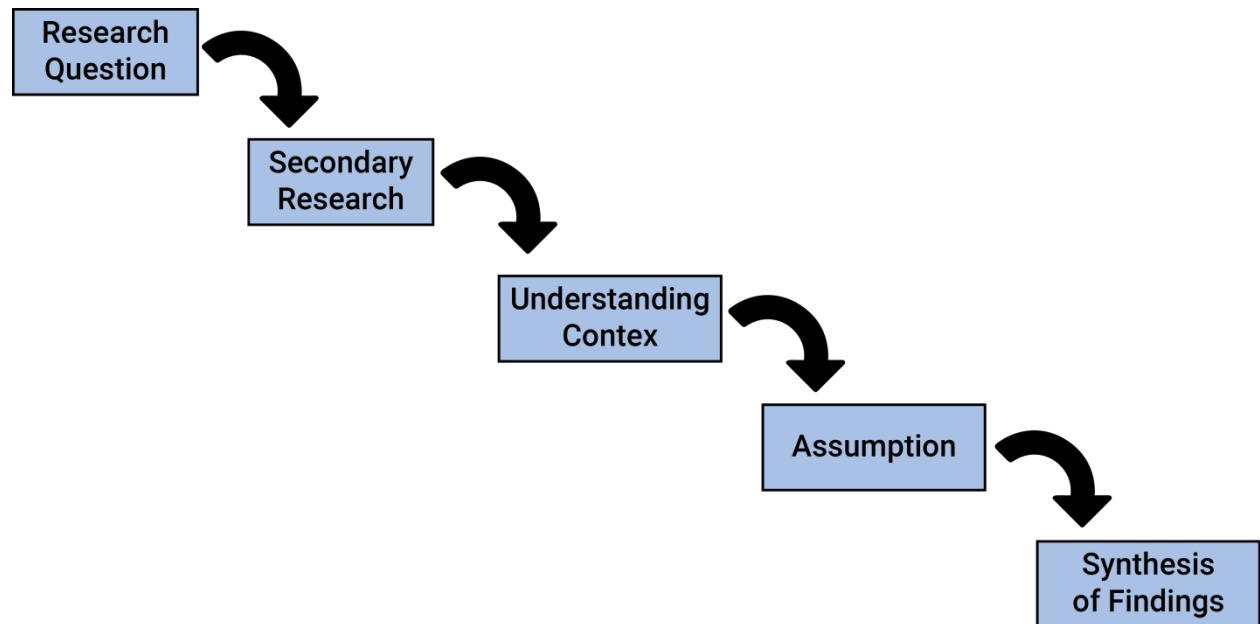 Research
Question
Secondary
Research
Understanding
Contex
Assumption
Synthesis
of Findings